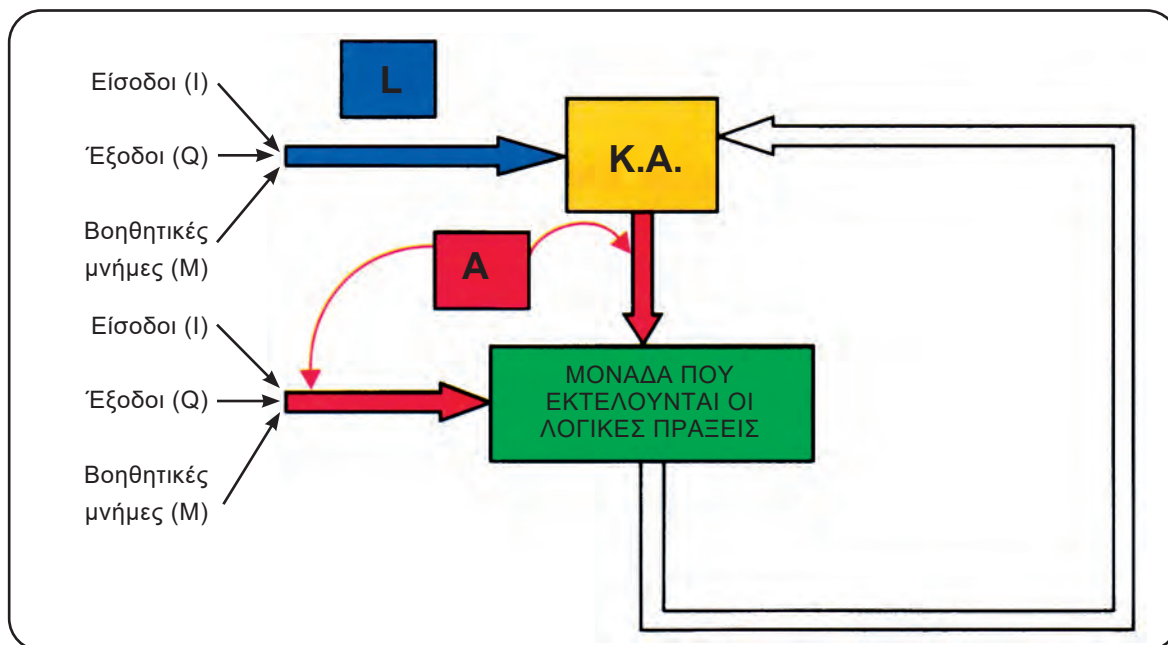 L
Είσοδοι (I)
Έξοδοι (Q)
Βοηθητικές
μνήμες (M)
K.A.
A
Είσοδοι (I)
Έξοδοι (Q)
Βοηθητικές
μνήμες (M)
ΜΟΝΑΔΑ ΠΟΥ
ΕΚΤΕΛΟΥΝΤΑΙ ΟΙ
ΛΟΓΙΚΕΣ ΠΡΑΞΕΙΣ